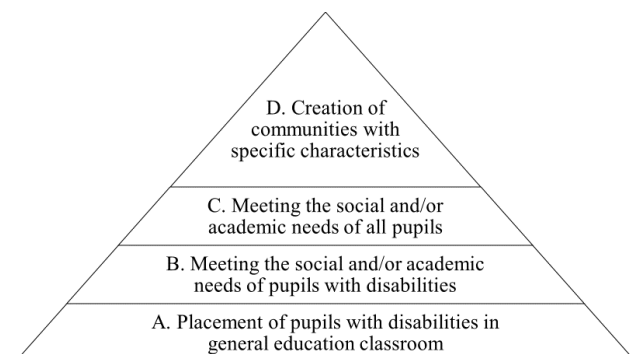 D. Creation of
communities with
specific characteristics
C. Meeting the social and/or
academic needs of all pupils
B. Meeting the social and/or academic
needs of pupils with disabilities
A. Placement of pupils with disabilities in
general education classroom